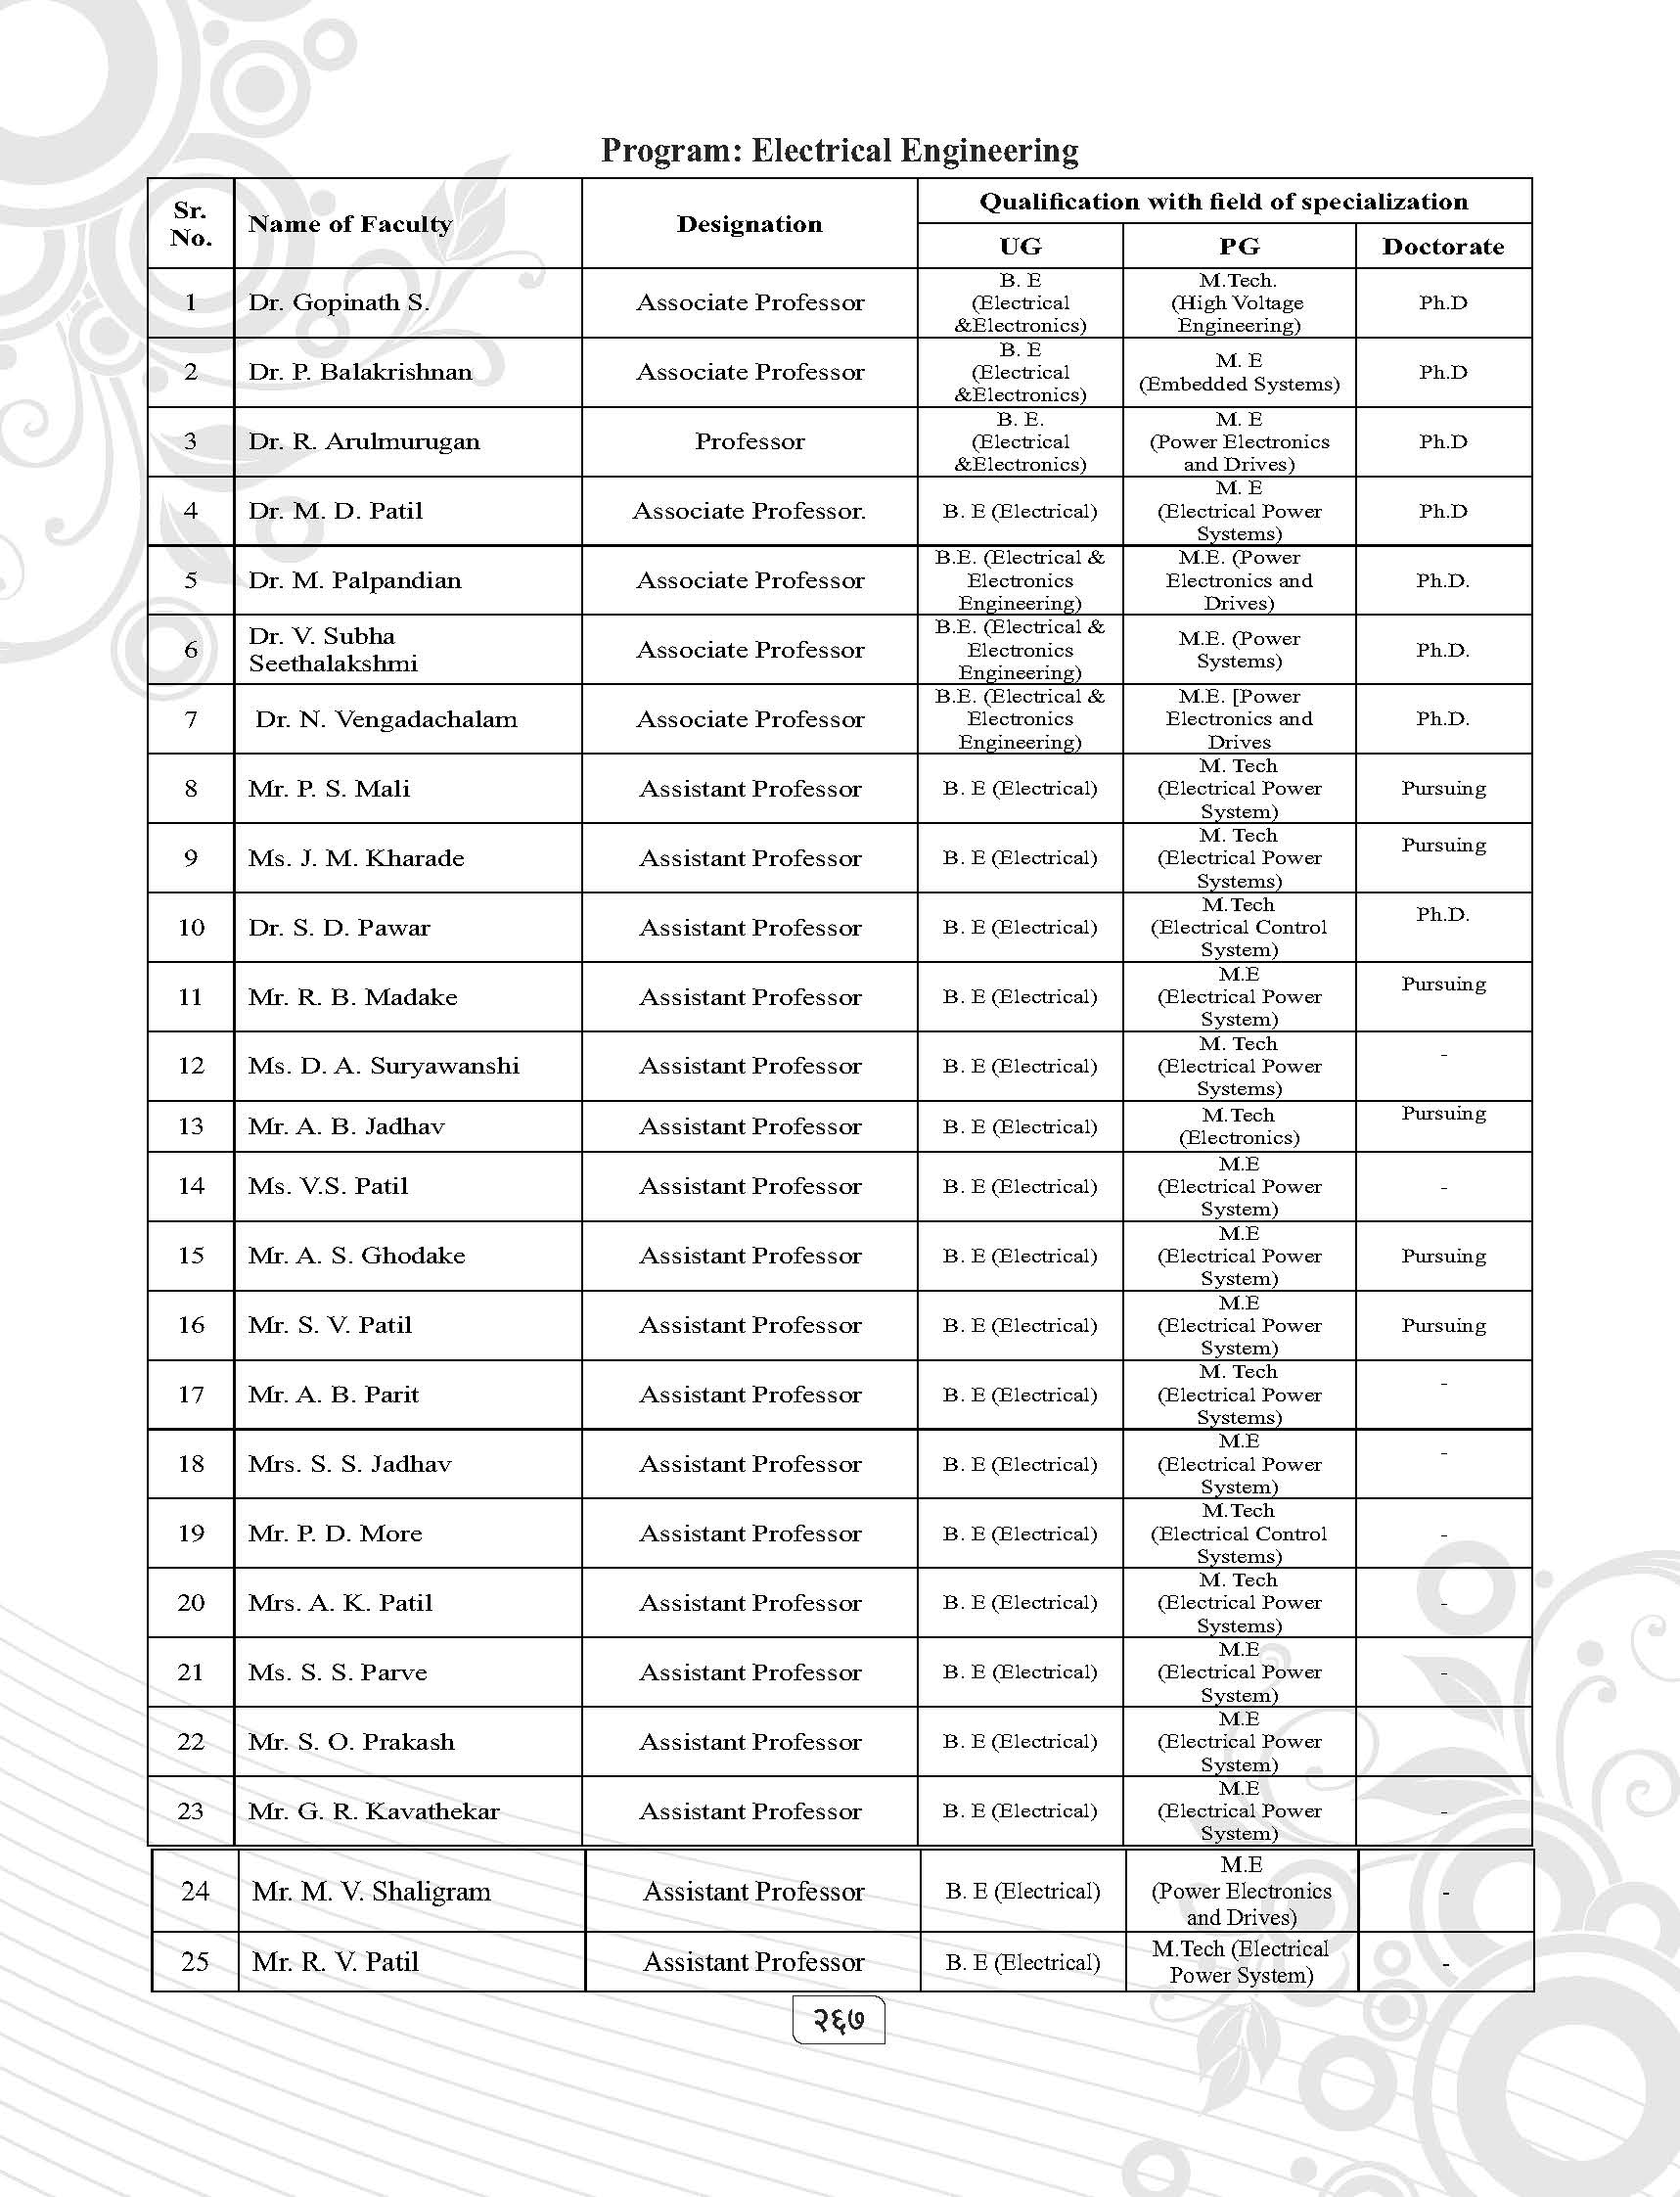 Program: Electrical Engineering
Sr. No. Name of Faculty Designation Qualification with field of specialization
UG PG Doctorate
1 Dr. Gopinath S. Associate Professor B. E (Electrical &Electronics) M.Tech. (High Voltage Engineering) Ph.D
2 Dr. P. Balakrishnan Associate Professor B. E (Electrical &Electronics) M. E (Embedded Systems) Ph.D
3 Dr. R. Arulmurugan Professor B. E. (Electrical &Electronics) M. E (Power Electronics and Drives) Ph.D
4 Dr. M. D. Patil Associate Professor. B. E (Electrical) M. E (Electrical Power Systems) Ph.D
5 Dr. M. Palpandian Associate Professor B.E. (Electrical & Electronics Engineering) M.E. (Power Electronics and Drives) Ph.D.
6 Dr. V. Subha Seethalakshmi Associate Professor B.E. (Electrical & Electronics Engineering) M.E. (Power Systems) Ph.D.
7 Dr. N. Vengadachalam Associate Professor B.E. (Electrical & Electronics Engineering) M.E. [Power Electronics and Drives Ph.D.
8 Mr. P. S. Mali Assistant Professor B. E (Electrical) M. Tech (Electrical Power System) Pursuing
9 Ms. J. M. Kharade Assistant Professor B. E (Electrical) M. Tech (Electrical Power Systems) Pursuing
10 Dr. S. D. Pawar Assistant Professor B. E (Electrical) M.Tech (Electrical Control System) Ph.D.
11 Mr. R. B. Madake Assistant Professor B. E (Electrical) M.E (Electrical Power System) Pursuing
12 Ms. D. A. Suryawanshi Assistant Professor B. E (Electrical) M. Tech (Electrical Power Systems) -
13 Mr. A. B. Jadhav Assistant Professor B. E (Electrical) M.Tech (Electronics) Pursuing
14 Ms. V.S. Patil Assistant Professor B. E (Electrical) M.E (Electrical Power System) -
15 Mr. A. S. Ghodake Assistant Professor B. E (Electrical) M.E (Electrical Power System) Pursuing
16 Mr. S. V. Patil Assistant Professor B. E (Electrical) M.E (Electrical Power System) Pursuing
17 Mr. A. B. Parit Assistant Professor B. E (Electrical) M. Tech (Electrical Power Systems) -
18 Mrs. S. S. Jadhav Assistant Professor B. E (Electrical) M.E (Electrical Power System) -
19 Mr. P. D. More Assistant Professor B. E (Electrical) M.Tech (Electrical Control Systems) -
20 Mrs. A. K. Patil Assistant Professor B. E (Electrical) M. Tech (Electrical Power Systems) -
21 Ms. S. S. Parve Assistant Professor B. E (Electrical) M.E (Electrical Power System) -
22 Mr. S. O. Prakash Assistant Professor B. E (Electrical) M.E (Electrical Power System)
23 Mr. G. R. Kavathekar Assistant Professor B. E (Electrical) M.E (Electrical Power System) -
24 Mr. M. V. Shaligram Assistant Professor B. E (Electrical) M.E (Power Electronics and Drives) -
25 Mr. R. V. Patil Assistant Professor B. E (Electrical) M.Tech (Electrical Power System) -
२६७